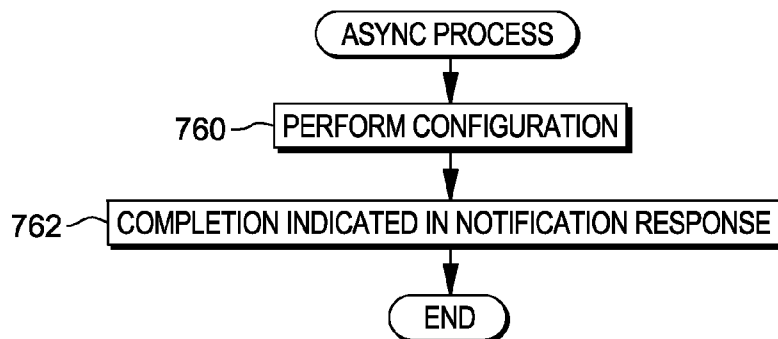 ASYNC PROCESS
760 PERFORM CONFIGURATION
762 COMPLETION INDICATED IN NOTIFICATION RESPONSE
END